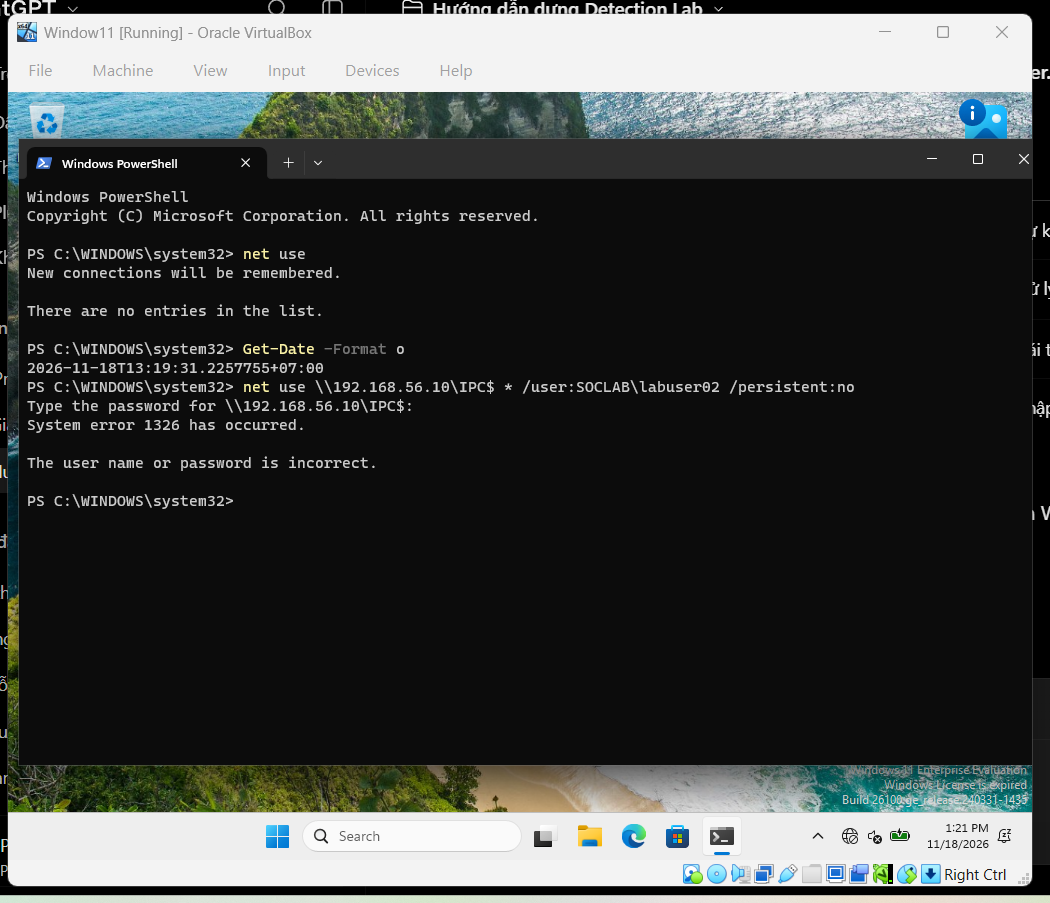 Hướng dẫn dựng Detection Lab
Window11 [Running] - Oracle VirtualBox
File Machine View Input Devices Help
Windows PowerShell
Windows PowerShell
Copyright (C) Microsoft Corporation. All rights reserved.
PS C:\WINDOWS\system32> net use
New connections will be remembered.
There are no entries in the list.
PS C:\WINDOWS\system32> Get-Date -Format o
2026-11-18T13:19:31.2257755+07:00
PS C:\WINDOWS\system32> net use \\192.168.56.10\IPC$ * /user:SOCLAB\labuser02 /persistent:no
Type the password for \\192.168.56.10\IPC$:
System error 1326 has occurred.
The user name or password is incorrect.
PS C:\WINDOWS\system32>
Windows 11 Enterprise Evaluation
Windows License is expired
Build 26100.ge_release.240331-1435
Search
1:21 PM
11/18/2026
Right Ctrl